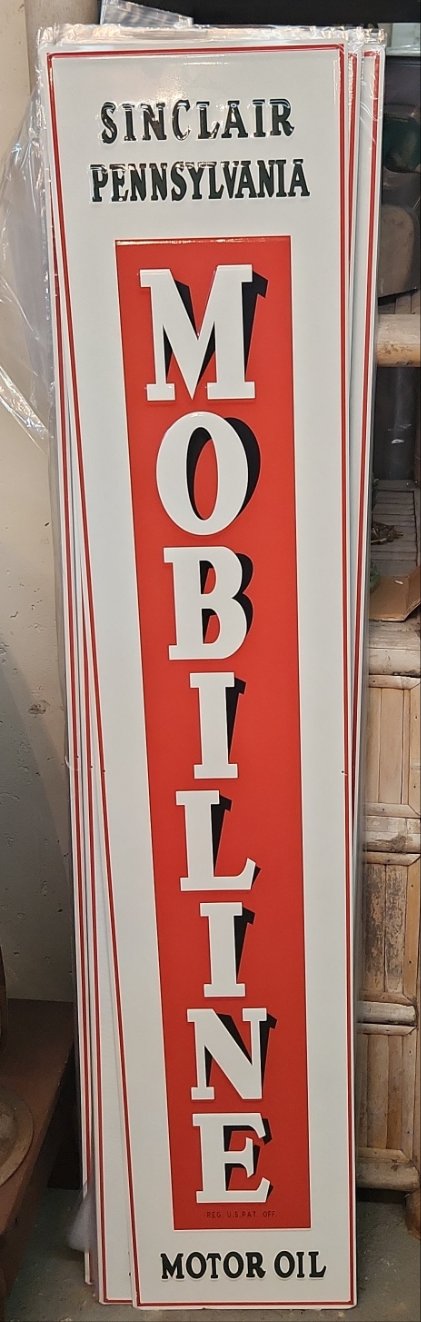 SINCLAIR
PENNSYLVANIA
MOBILINE
REG. U.S. PAT. OFF.
MOTOR OIL